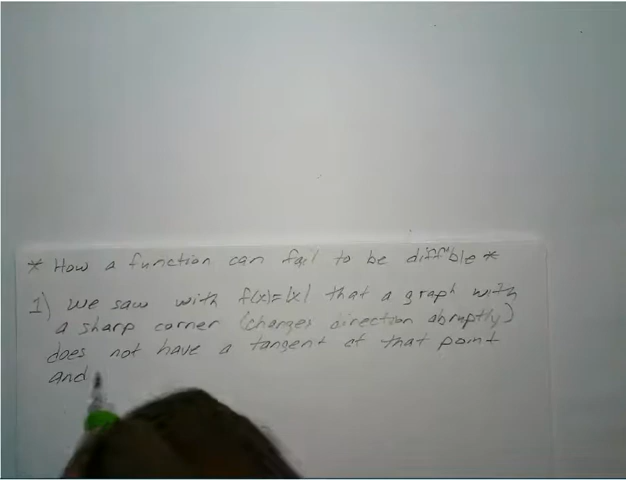 * How a function can fail to be diff'ble *
1) We saw with f(x)=|x| that a graph with
a sharp corner (changes direction abruptly)
does not have a tangent at that point
and